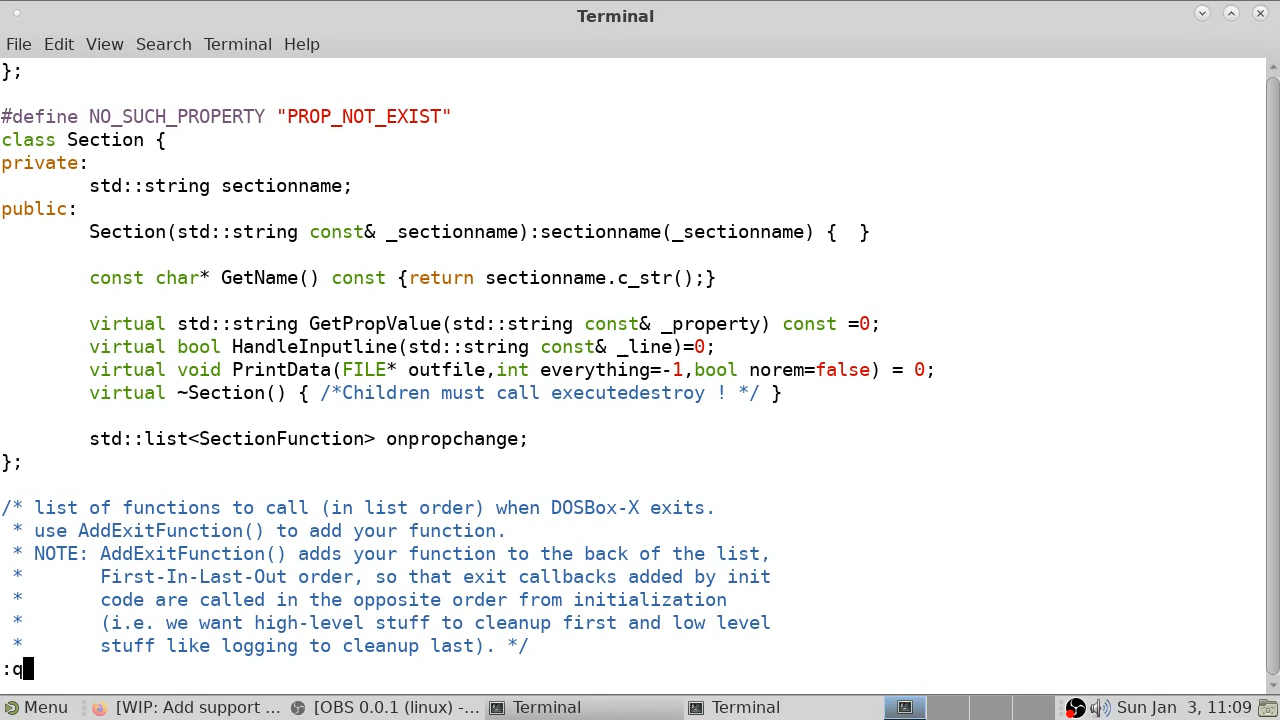 Terminal
File Edit View Search Terminal Help
};
#define NO_SUCH_PROPERTY "PROP_NOT_EXIST"
class Section {
private:
std::string sectionname;
public:
Section(std::string const& _sectionname):sectionname(_sectionname) {  }
const char* GetName() const {return sectionname.c_str();}
virtual std::string GetPropValue(std::string const& _property) const =0;
virtual bool HandleInputline(std::string const& _line)=0;
virtual void PrintData(FILE* outfile,int everything=-1,bool norem=false) = 0;
virtual ~Section() { /*Children must call executedestroy ! */ }
std::list<SectionFunction> onpropchange;
};
/* list of functions to call (in list order) when DOSBox-X exits.
* use AddExitFunction() to add your function.
* NOTE: AddExitFunction() adds your function to the back of the list,
*       First-In-Last-Out order, so that exit callbacks added by init
*       code are called in the opposite order from initialization
*       (i.e. we want high-level stuff to cleanup first and low level
*       stuff like logging to cleanup last). */
:q
Menu [WIP: Add support ... [OBS 0.0.1 (linux) -... Terminal Terminal Sun Jan 3, 11:09